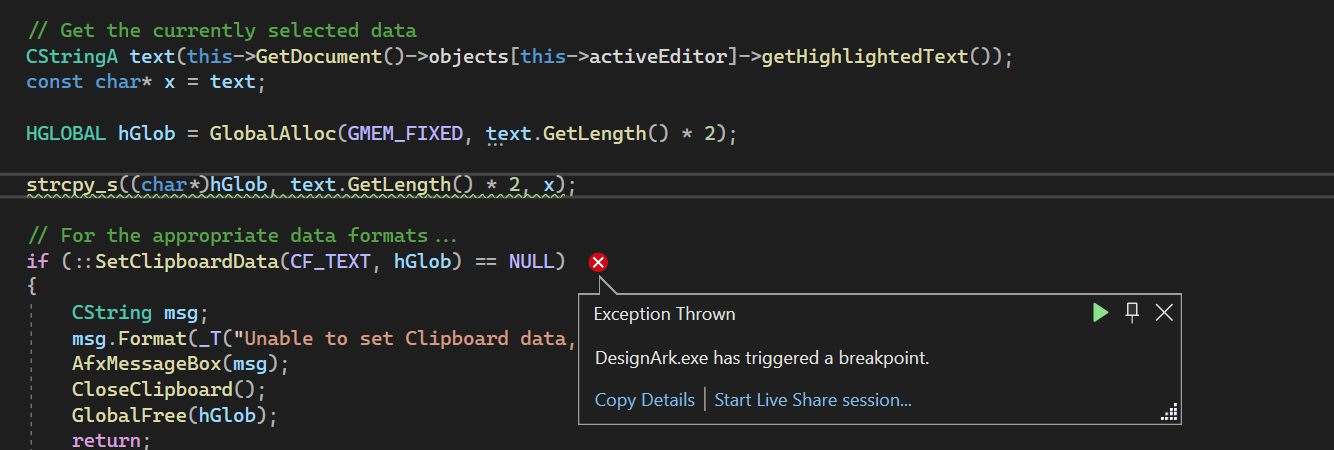 // Get the currently selected data
CStringA text(this->GetDocument()->objects[this->activeEditor]->getHighlightedText());
const char* x = text;
HGLOBAL hGlob = GlobalAlloc(GMEM_FIXED, text.GetLength() * 2);
strcpy_s((char*)hGlob, text.GetLength() * 2, x);
// For the appropriate data formats...
if (::SetClipboardData(CF_TEXT, hGlob) == NULL)
{
CString msg;
msg.Format(_T("Unable to set Clipboard data,
AfxMessageBox(msg);
CloseClipboard();
GlobalFree(hGlob);
return;
Exception Thrown
DesignArk.exe has triggered a breakpoint.
Copy Details | Start Live Share session...